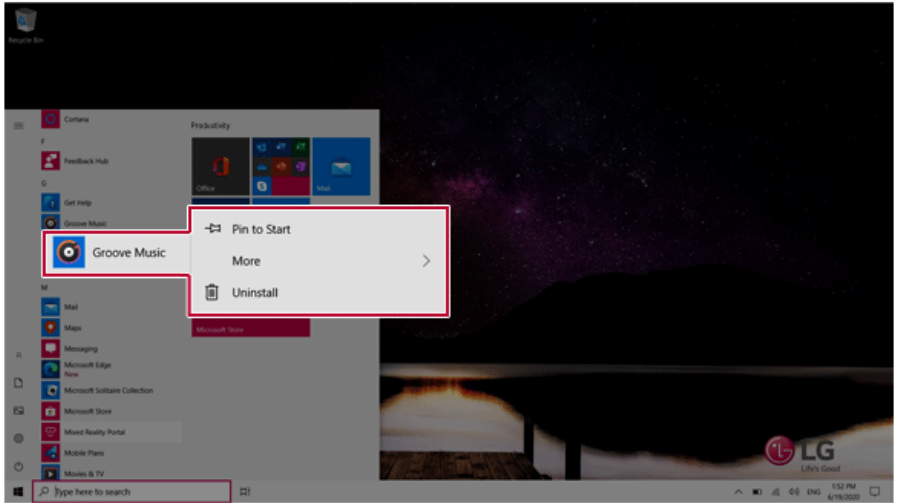 Recycle Bin
Cortana
F
Feedback Hub
G
Get Help
Groove Music
Groove Music
M
Mail
Maps
Messaging
Microsoft Edge
New
Microsoft Solitaire Collection
Microsoft Store
Mixed Reality Portal
Mobile Plans
Movies & TV
Productivity
Office
Mail
Pin to Start
More
Uninstall
Microsoft Store
LG
Life's Good
Type here to search
ENG
1:52 PM
6/18/2020